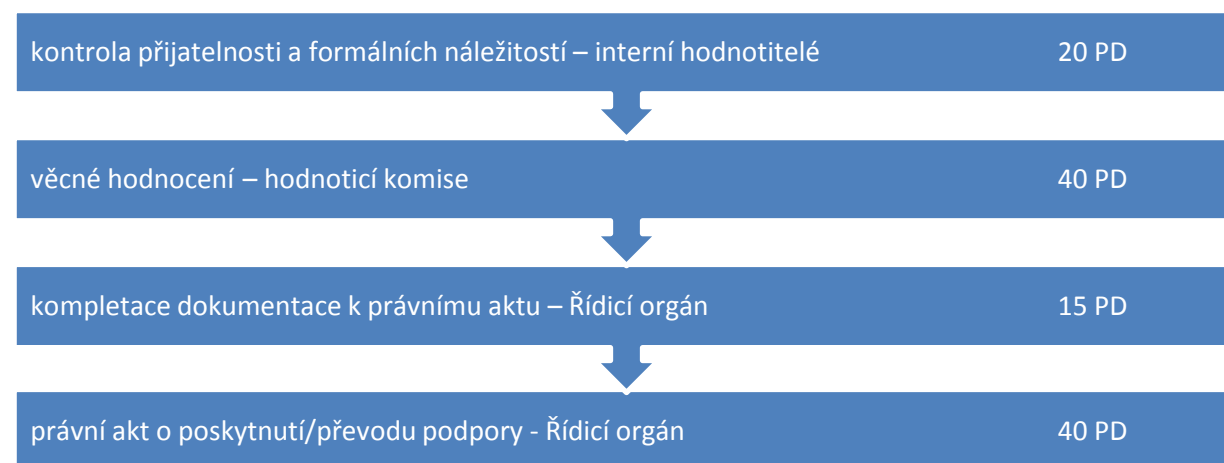 kontrola přijatelnosti a formálních náležitostí – interní hodnotitelé 20 PD
věcné hodnocení – hodnoticí komise 40 PD
kompletace dokumentace k právnímu aktu – Řídicí orgán 15 PD
právní akt o poskytnutí/převodu podpory - Řídicí orgán 40 PD